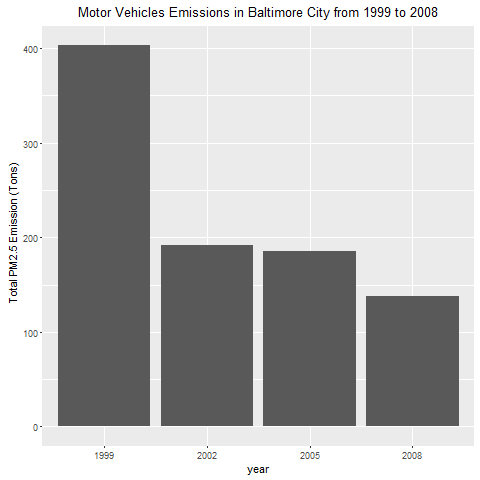 Motor Vehicles Emissions in Baltimore City from 1999 to 2008
Total PM2.5 Emission (Tons)
400
300
200
100
0
1999 2002 2005 2008
year